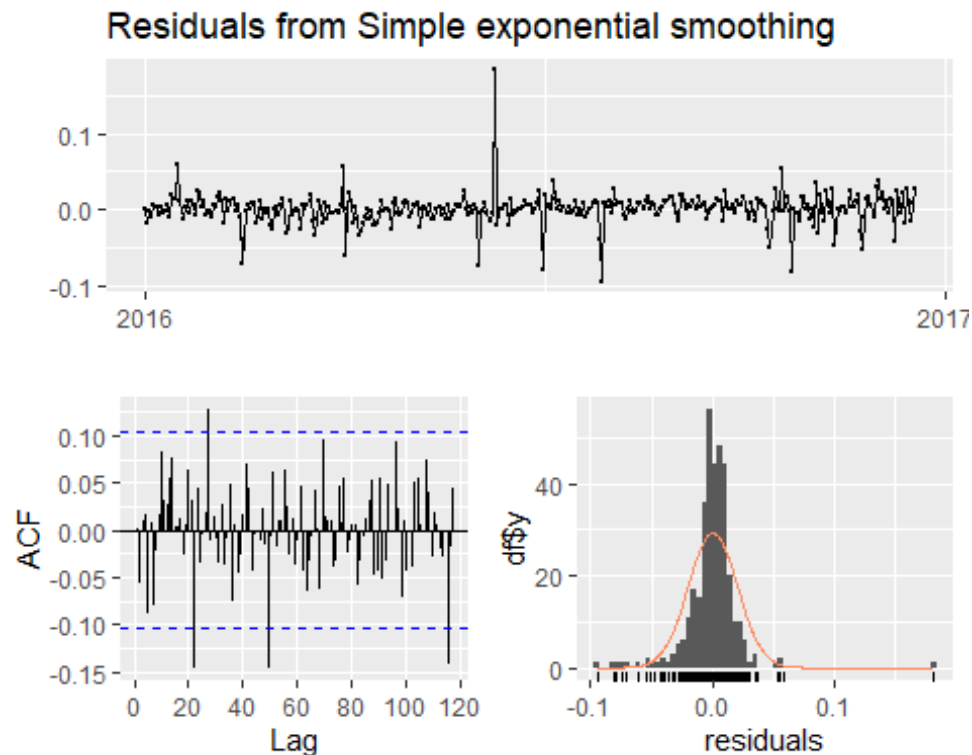 Residuals from Simple exponential smoothing
0.1
0.0
-0.1
2016
2017
0.10
0.05
0.00
-0.05
-0.10
-0.15
ACF
0 20 40 60 80 100 120
Lag
40
20
0
df$y
-0.1 0.0 0.1
residuals